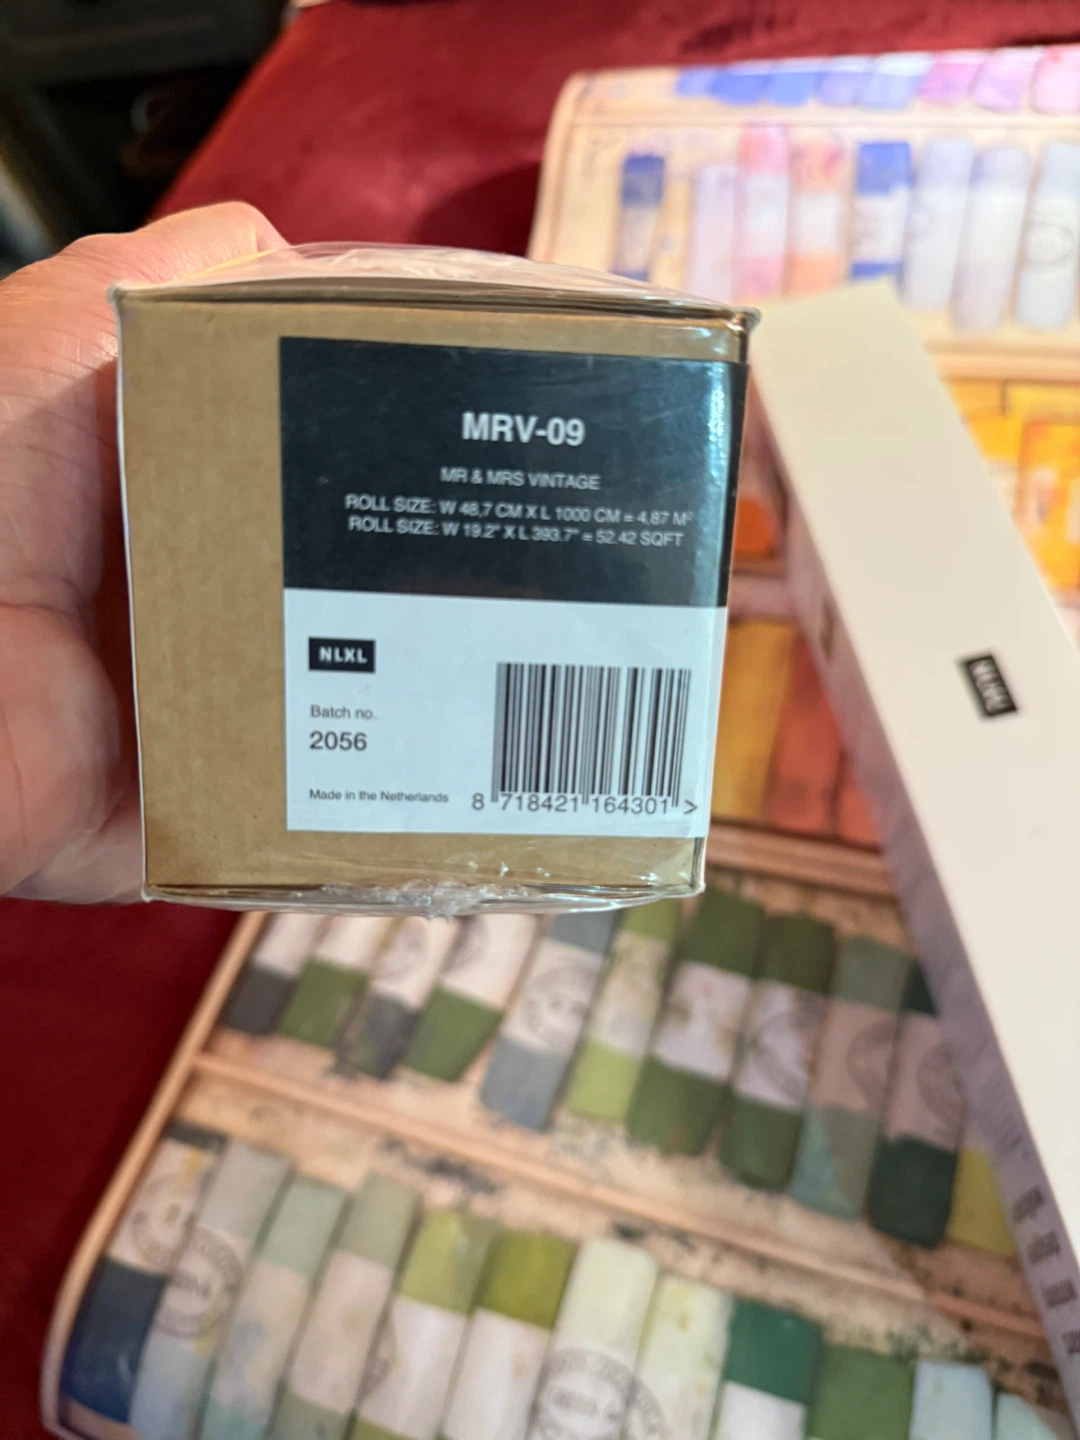 MRV-09
MR & MRS VINTAGE
ROLL SIZE: W 48,7 CM X L 1000 CM = 4,87 M²
ROLL SIZE: W 19.2" X L 393.7" = 52.42 SQFT
NLXL
Batch no.
2056
Made in the Netherlands
8 718421 164301 >
NLXL